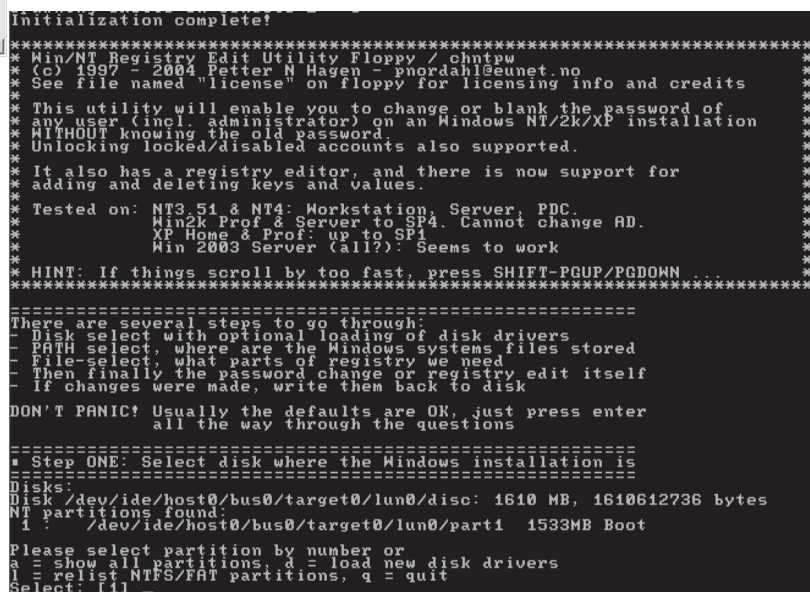 Initialization complete!
**********************************************************************
* Win/NT Registry Edit Utility Floppy / chntpw
* (c) 1997 - 2004 Petter N Hagen - pnordahl@eunet.no
* See file named "license" on floppy for licensing info and credits
*
* This utility will enable you to change or blank the password of
* any user (incl. administrator) on an Windows NT/2k/XP installation
* WITHOUT knowing the old password.
* Unlocking locked/disabled accounts also supported.
*
* It also has a registry editor, and there is now support for
* adding and deleting keys and values.
*
* Tested on: NT3.51 & NT4: Workstation, Server, PDC.
* Win2k Prof & Server to SP4. Cannot change AD.
* XP Home & Prof: up to SP1
* Win 2003 Server (all?): Seems to work
*
* HINT: If things scroll by too fast, press SHIFT-PGUP/PGDOWN ...
**********************************************************************
=========================================================
There are several steps to go through:
- Disk select with optional loading of disk drivers
- PATH select, where are the Windows systems files stored
- File-select, what parts of registry we need
- Then finally the password change or registry edit itself
- If changes were made, write them back to disk
DON'T PANIC! Usually the defaults are OK, just press enter
all the way through the questions
=========================================================
▪ Step ONE: Select disk where the Windows installation is
=========================================================
Disks:
Disk /dev/ide/host0/bus0/target0/lun0/disc: 1610 MB, 1610612736 bytes
NT partitions found:
1 : /dev/ide/host0/bus0/target0/lun0/part1 1533MB Boot
Please select partition by number or
a = show all partitions, d = load new disk drivers
l = relist NTFS/FAT partitions, q = quit
Select: [1] _